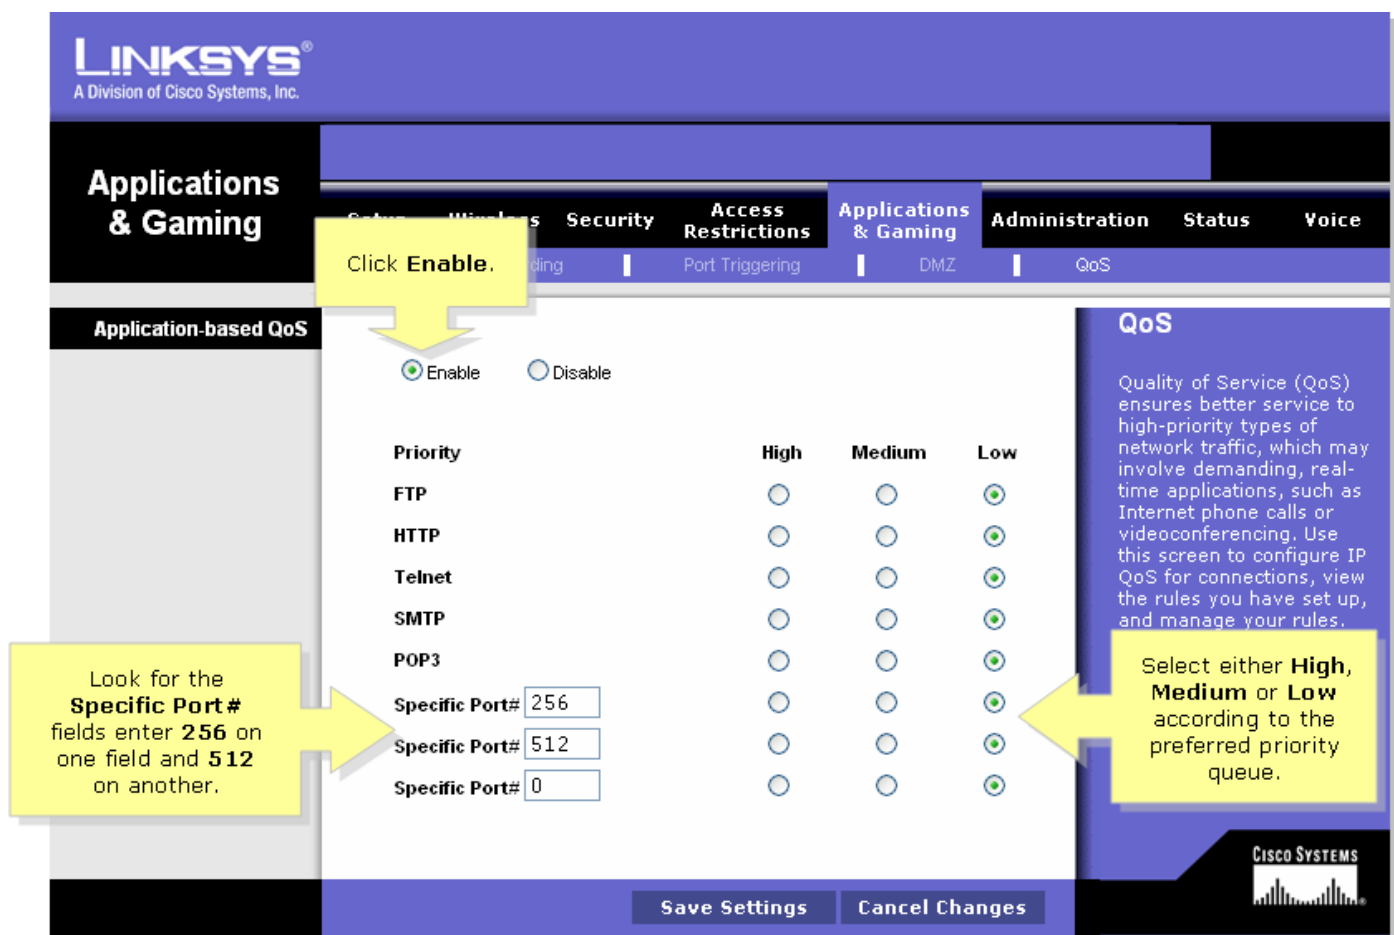 LINKSYS®
A Division of Cisco Systems, Inc.
Applications
& Gaming
Security
Access
Restrictions
Applications
& Gaming
Administration
Status
Voice
Port Triggering
DMZ
QoS
Click Enable.
Application-based QoS
Enable
Disable
Priority High Medium Low
FTP
HTTP
Telnet
SMTP
POP3
Specific Port# 256
Specific Port# 512
Specific Port# 0
Look for the
Specific Port#
fields enter 256 on
one field and 512
on another.
QoS
Quality of Service (QoS)
ensures better service to
high-priority types of
network traffic, which may
involve demanding, real-
time applications, such as
Internet phone calls or
videoconferencing. Use
this screen to configure IP
QoS for connections, view
the rules you have set up,
and manage your rules.
Select either High,
Medium or Low
according to the
preferred priority
queue.
Save Settings
Cancel Changes
CISCO SYSTEMS